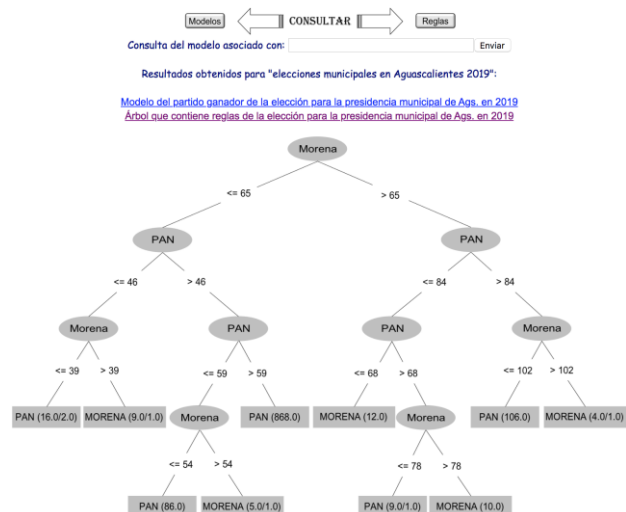 Modelos CONSULTAR Reglas
Consulta del modelo asociado con: Enviar
Resultados obtenidos para "elecciones municipales en Aguascalientes 2019":
Modelo del partido ganador de la elección para la presidencia municipal de Ags. en 2019
Árbol que contiene reglas de la elección para la presidencia municipal de Ags. en 2019
Morena
<= 65 > 65
PAN PAN
<= 46 > 46 <= 84 > 84
Morena PAN PAN Morena
<= 39 > 39 <= 59 > 59 <= 68 > 68 <= 102 > 102
PAN (16.0/2.0) MORENA (9.0/1.0) Morena PAN (868.0) MORENA (12.0) Morena PAN (106.0) MORENA (4.0/1.0)
<= 54 > 54 <= 78 > 78
PAN (86.0) MORENA (5.0/1.0) PAN (9.0/1.0) MORENA (10.0)